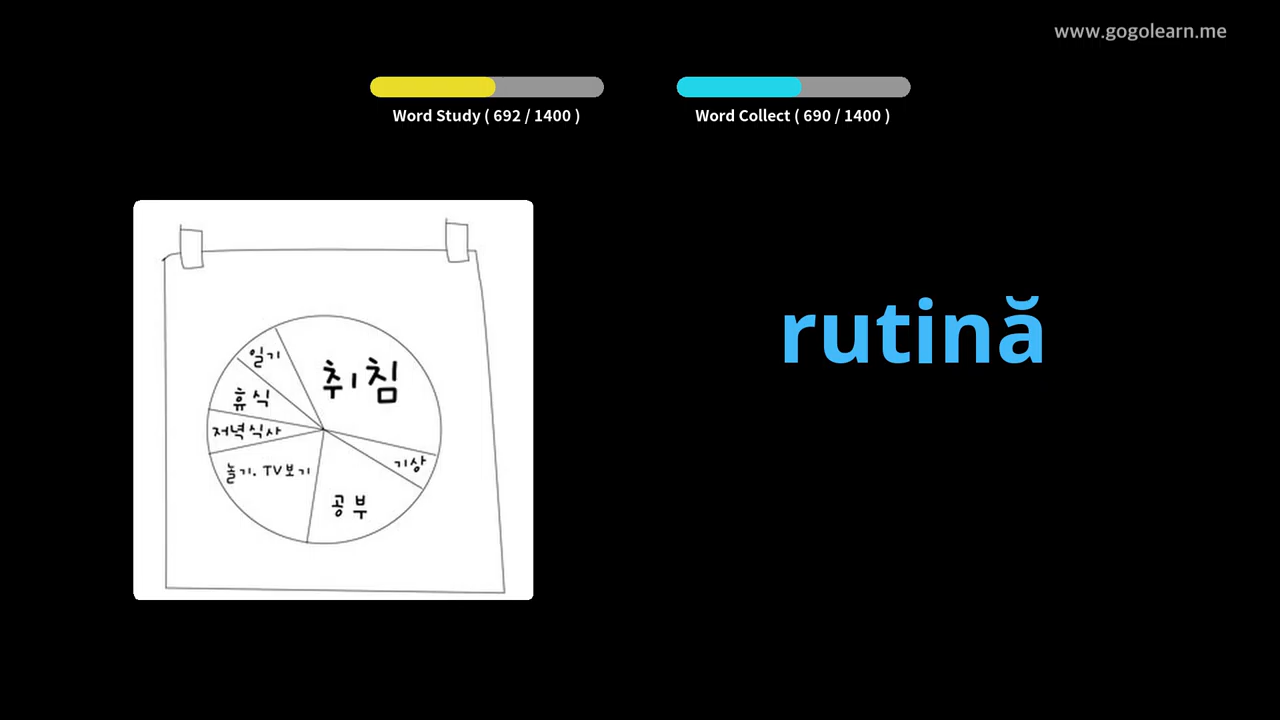 www.gogolearn.me
Word Study ( 692 / 1400 )
Word Collect ( 690 / 1400 )
rutină
일기
취침
휴식
저녁식사
기상
놀기. TV보기
공부